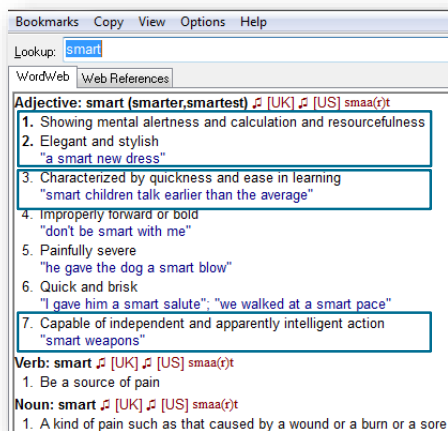 Bookmarks Copy View Options Help
Lookup: smart
WordWeb Web References
Adjective: smart (smarter,smartest) ♫ [UK] ♫ [US] smaa(r)t
1. Showing mental alertness and calculation and resourcefulness
2. Elegant and stylish
"a smart new dress"
3. Characterized by quickness and ease in learning
"smart children talk earlier than the average"
4. Improperly forward or bold
"don't be smart with me"
5. Painfully severe
"he gave the dog a smart blow"
6. Quick and brisk
"I gave him a smart salute"; "we walked at a smart pace"
7. Capable of independent and apparently intelligent action
"smart weapons"
Verb: smart ♫ [UK] ♫ [US] smaa(r)t
1. Be a source of pain
Noun: smart ♫ [UK] ♫ [US] smaa(r)t
1. A kind of pain such as that caused by a wound or a burn or a sore